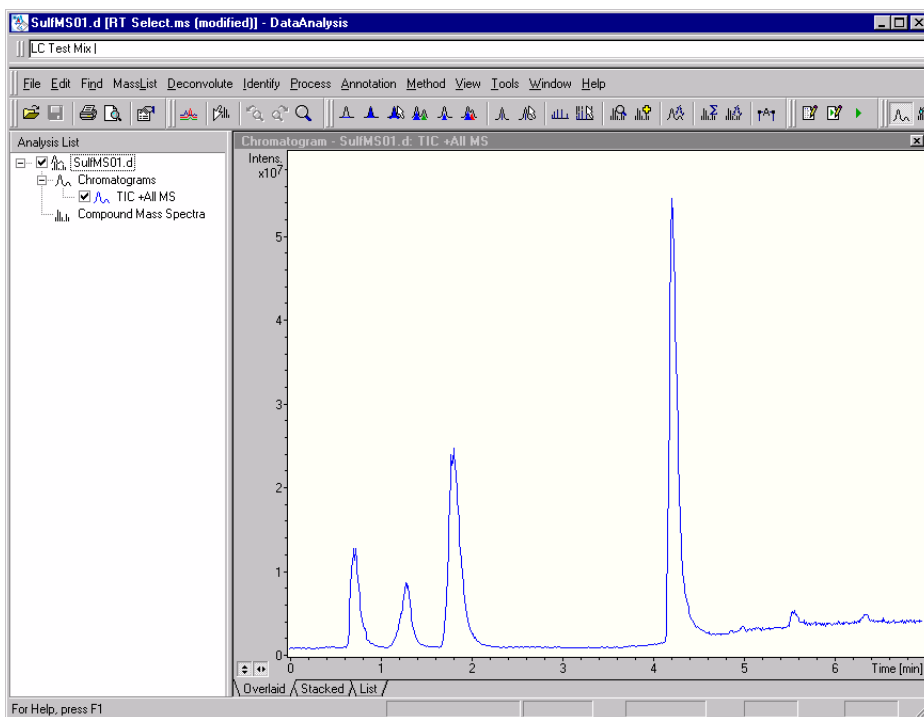 SulfMS01.d [RT Select.ms (modified)] - DataAnalysis
LC Test Mix |
File Edit Find MassList Deconvolute Identify Process Annotation Method View Tools Window Help
Analysis List
SulfMS01.d
Chromatograms
TIC +All MS
Compound Mass Spectra
Chromatogram - SulfMS01.d: TIC +All MS
Intens.
x10^7
5
4
3
2
1
0
0 1 2 3 4 5 6 Time [min]
Overlaid Stacked List
For Help, press F1